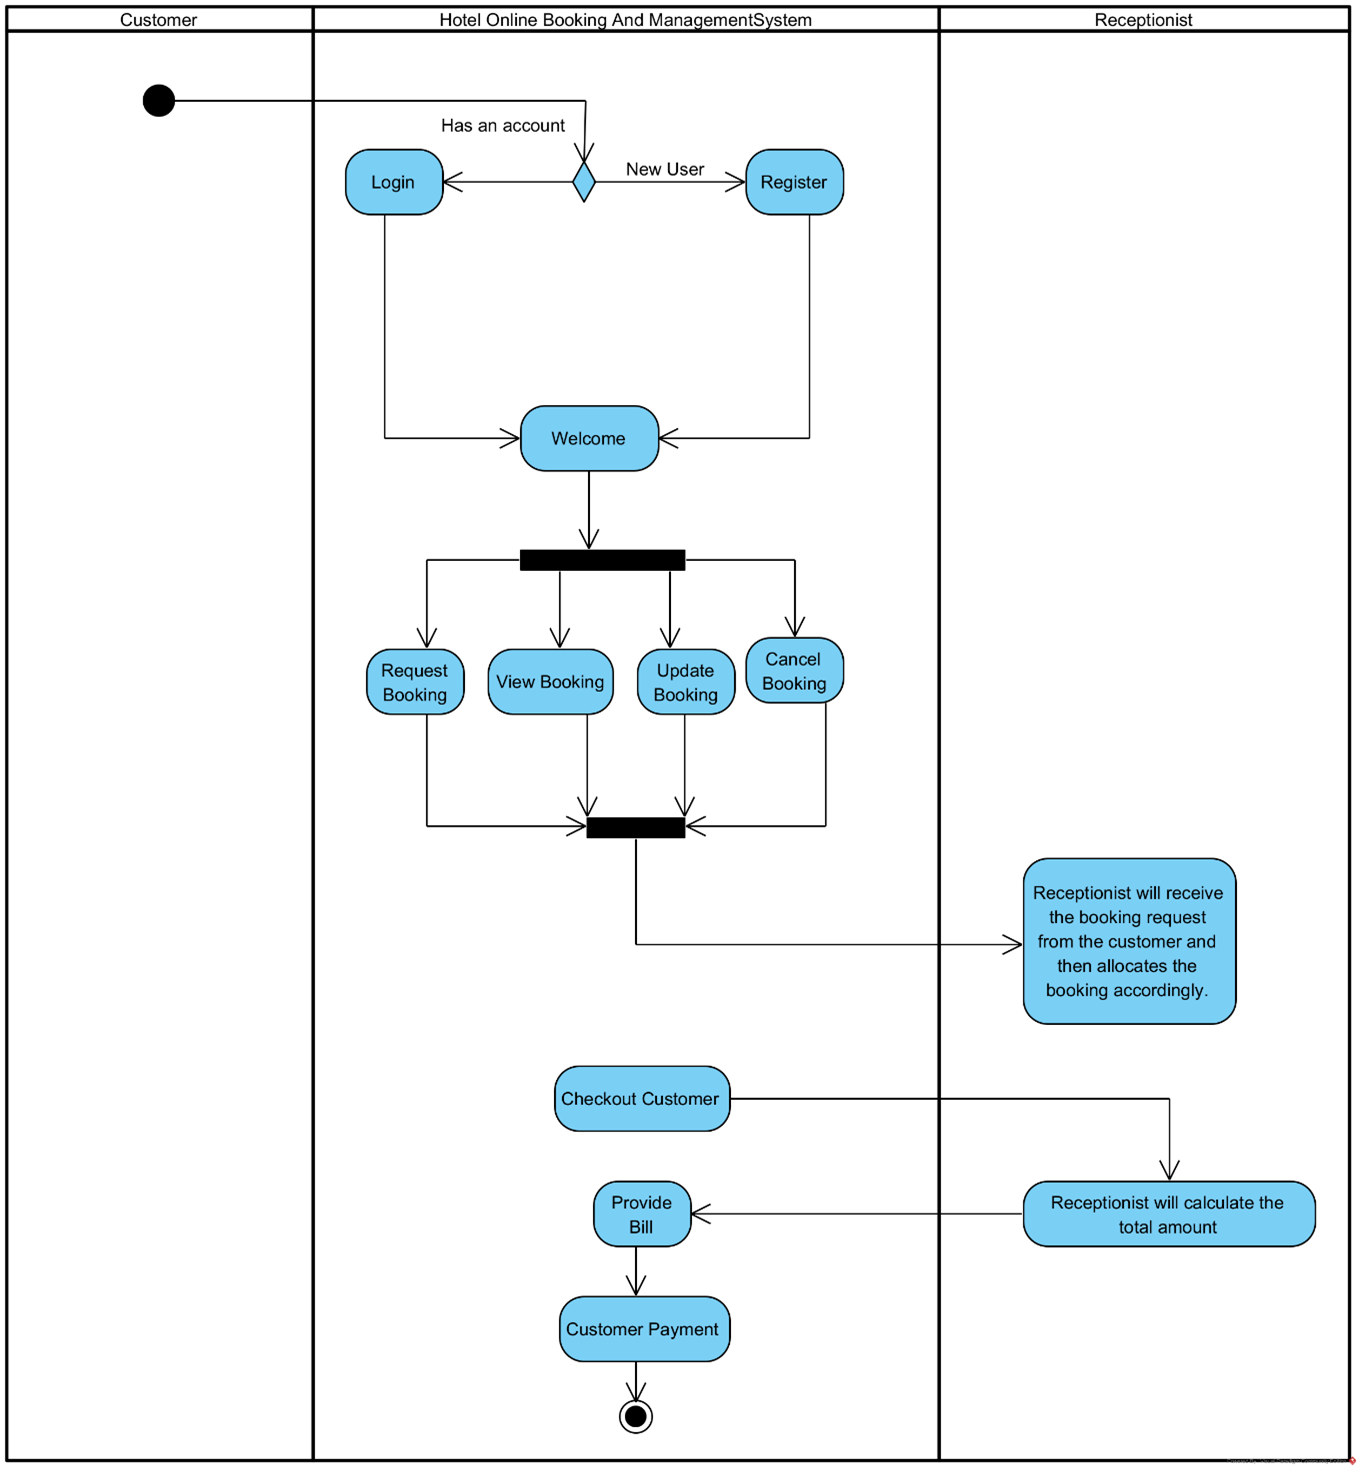 Customer
Hotel Online Booking And ManagementSystem
Receptionist
Has an account
New User
Login
Register
Welcome
Request
Booking
View Booking
Update
Booking
Cancel
Booking
Receptionist will receive
the booking request
from the customer and
then allocates the
booking accordingly.
Checkout Customer
Receptionist will calculate the
total amount
Provide
Bill
Customer Payment